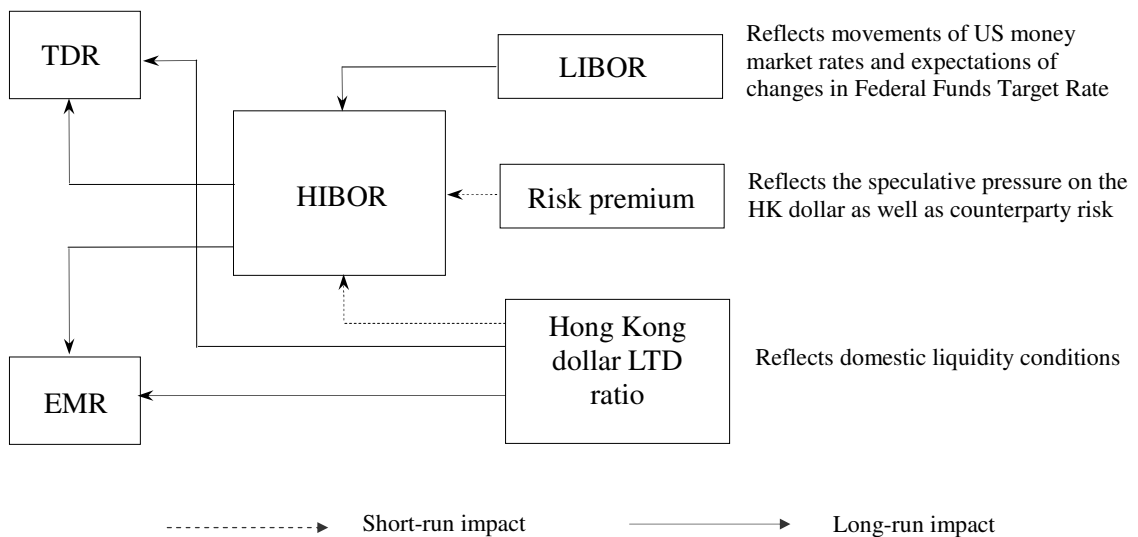 TDR
LIBOR
Reflects movements of US money
market rates and expectations of
changes in Federal Funds Target Rate
HIBOR
Risk premium
Reflects the speculative pressure on the
HK dollar as well as counterparty risk
Hong Kong
dollar LTD
ratio
Reflects domestic liquidity conditions
EMR
Short-run impact
Long-run impact